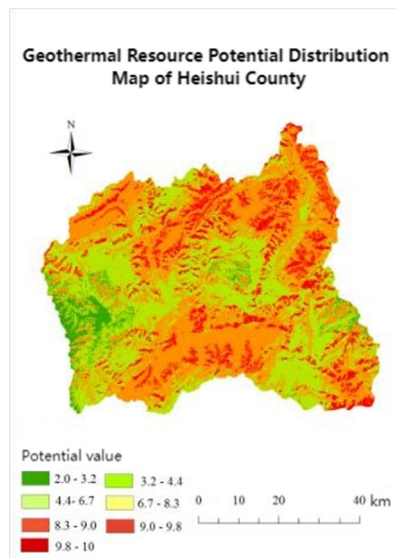 Geothermal Resource Potential Distribution
Map of Heishui County
N
Potential value
2.0 - 3.2
3.2 - 4.4
4.4- 6.7
6.7 - 8.3
8.3 - 9.0
9.0 - 9.8
9.8 - 10
0 20 40 km